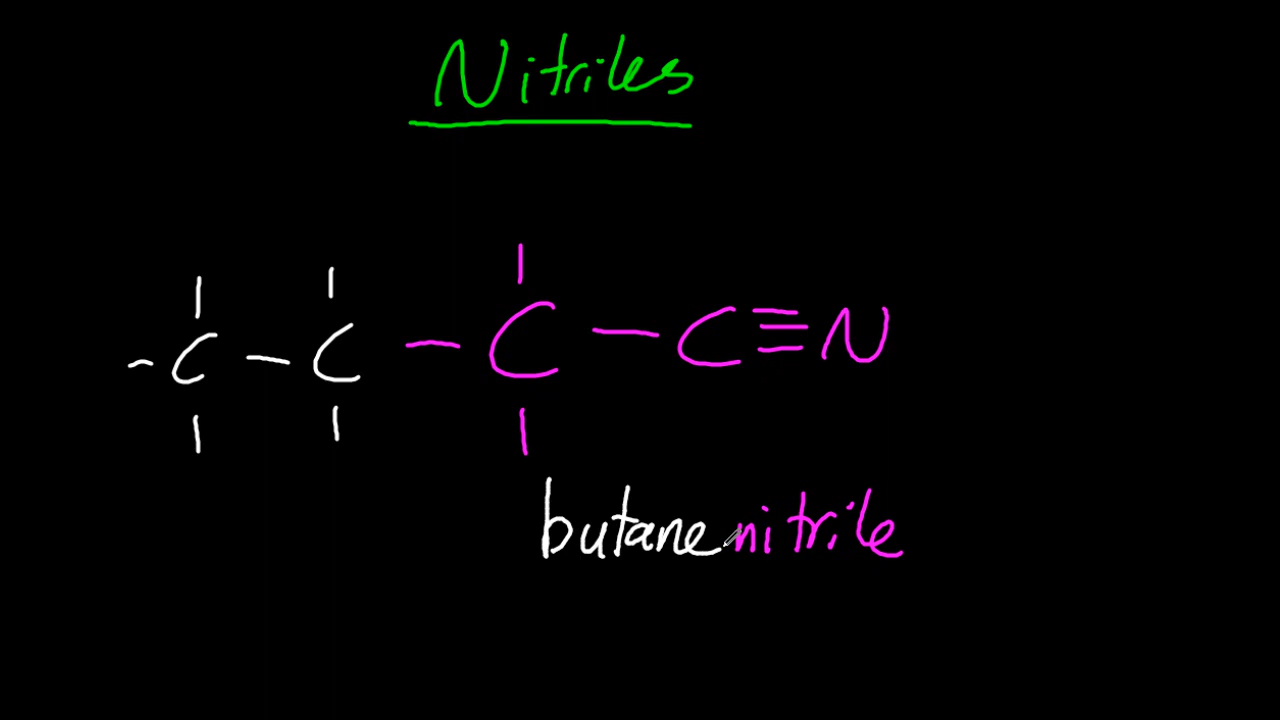 Nitriles
- C - C - C - C≡N
butanenitrile